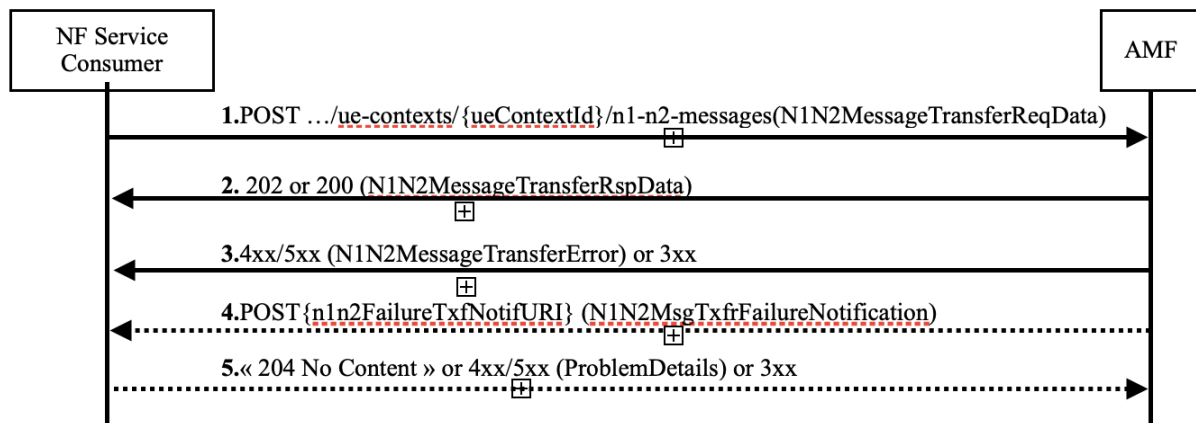 NF Service
Consumer
AMF
1.POST …/ue-contexts/{ueContextId}/n1-n2-messages(N1N2MessageTransferReqData)
2. 202 or 200 (N1N2MessageTransferRspData)
3.4xx/5xx (N1N2MessageTransferError) or 3xx
4.POST{n1n2FailureTxfNotifURI} (N1N2MsgTxfrFailureNotification)
5.« 204 No Content » or 4xx/5xx (ProblemDetails) or 3xx